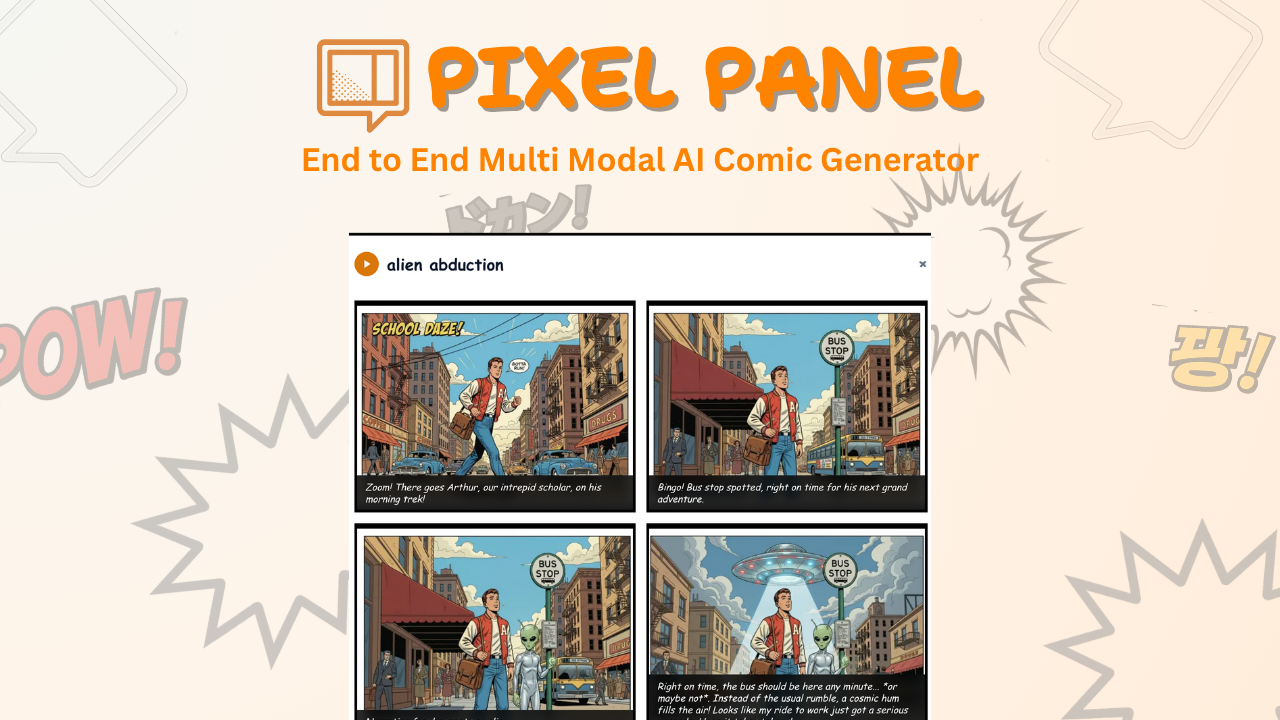 PIXEL PANEL
End to End Multi Modal AI Comic Generator
ドカン!
POW!
팡!
alien abduction
SCHOOL DAZE!
GOTTA
RUN!
A
DRUGS
Zoom! There goes Arthur, our intrepid scholar, on his
morning trek!
BUS
STOP
A
Bingo! Bus stop spotted, right on time for his next grand
adventure.
BUS
STOP
A
BUS
STOP
Right on time, the bus should be here any minute... *or
maybe not*. Instead of the usual rumble, a cosmic hum
fills the air! Looks like my ride to work just got a serious